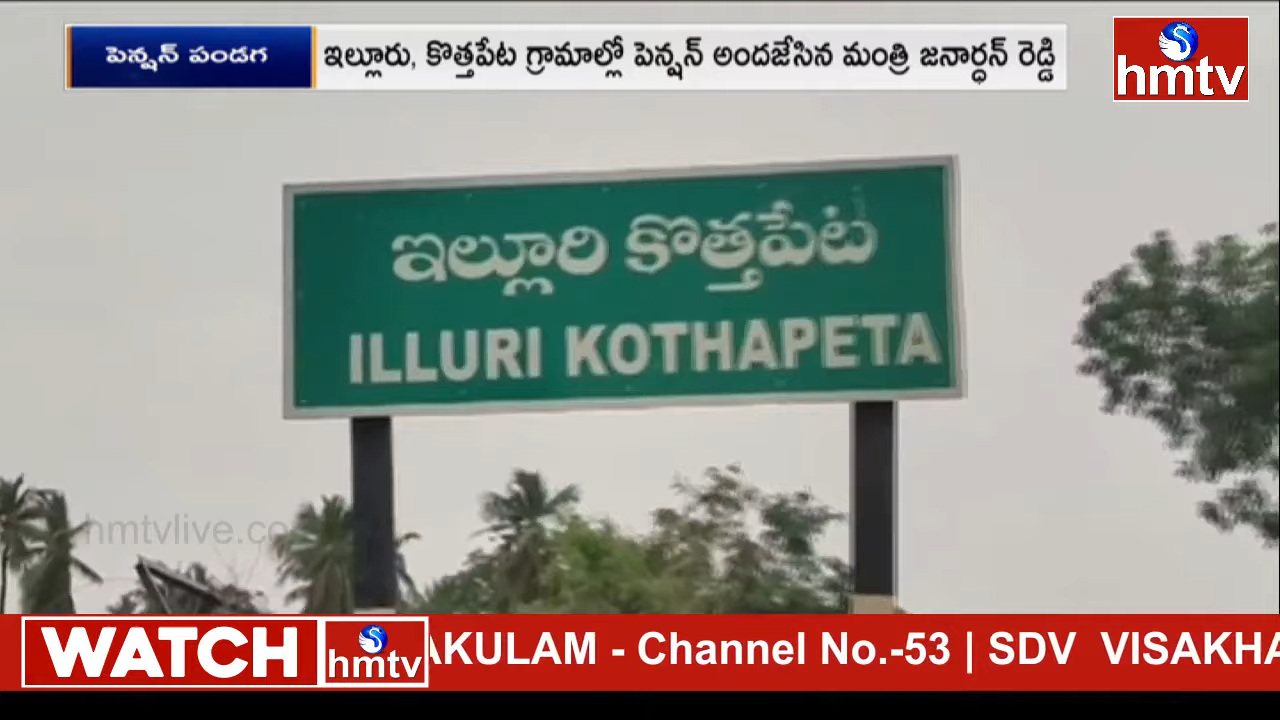 పెన్షన్ పండగ
ఇల్లూరు, కొత్తపేట గ్రామాల్లో పెన్షన్ అందజేసిన మంత్రి జనార్ధన్ రెడ్డి
hmtv
ఇల్లూరి కొత్తపేట
ILLURI KOTHAPETA
hmtvlive.co
WATCH hmtv AKULAM - Channel No.-53 | SDV VISAKHA